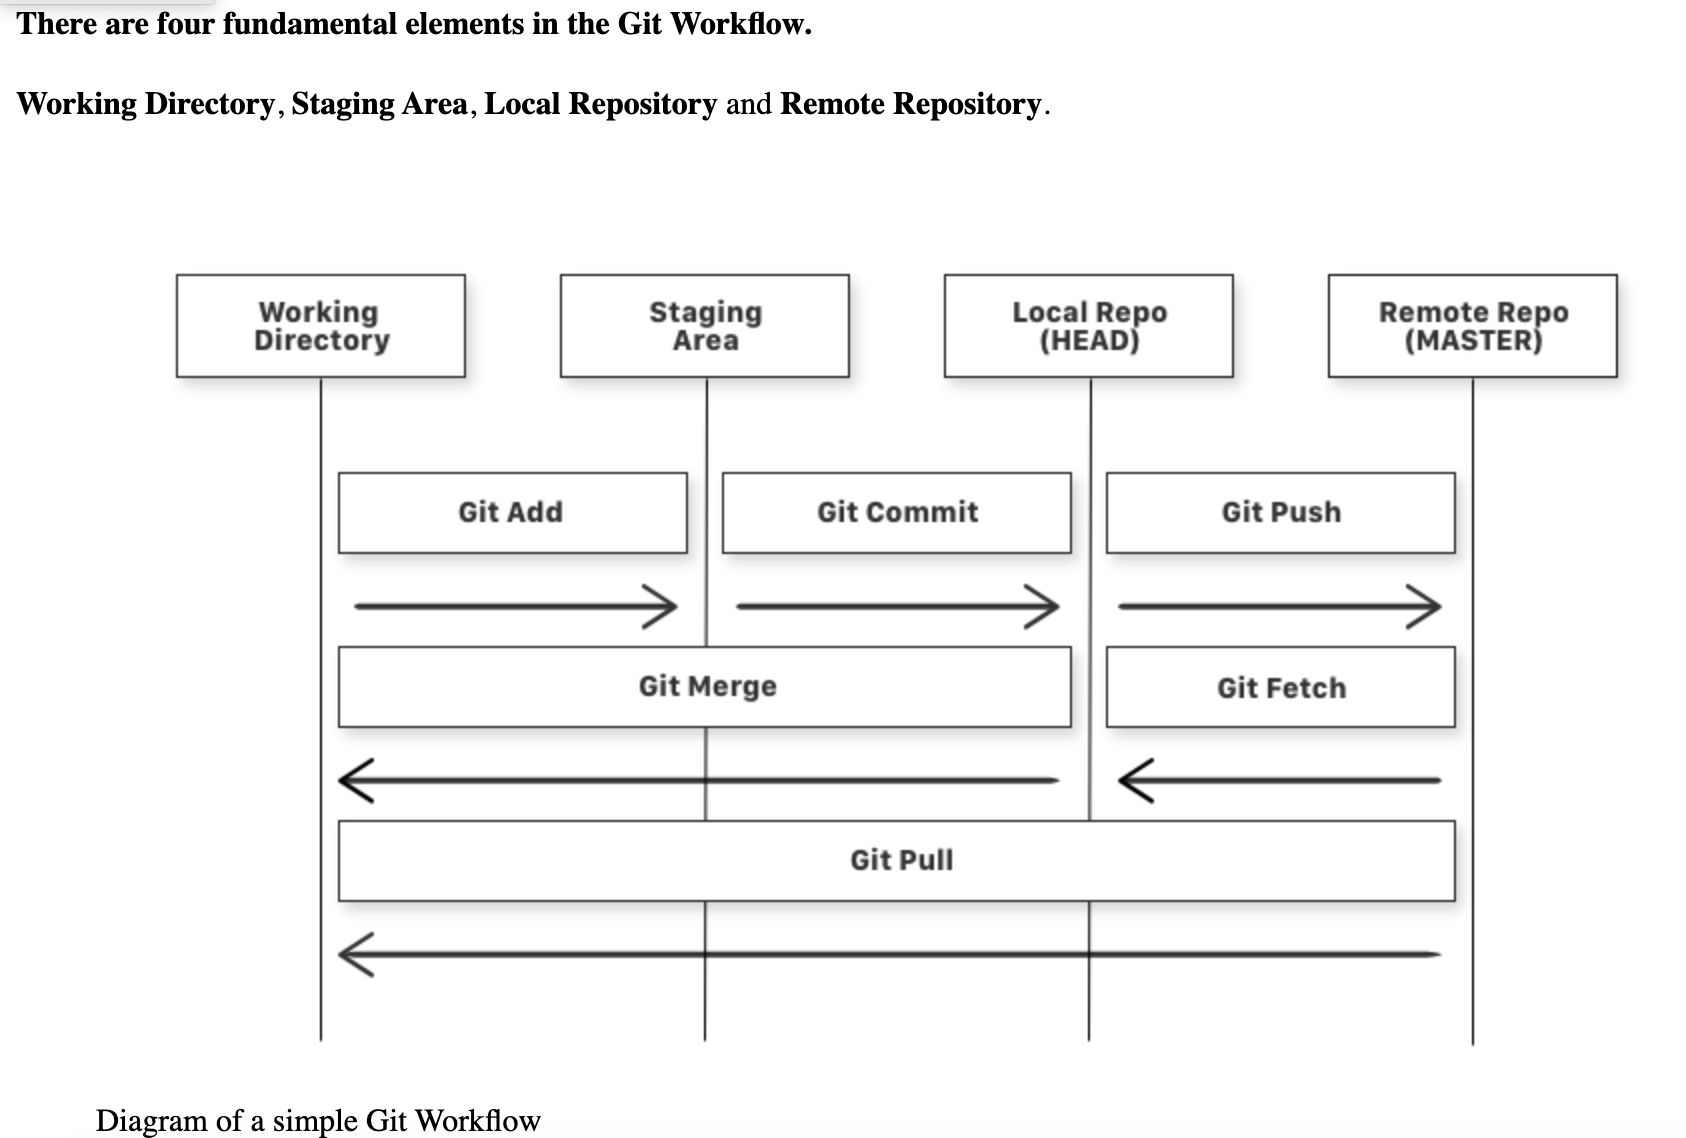 There are four fundamental elements in the Git Workflow.
Working Directory, Staging Area, Local Repository and Remote Repository.
Working
Directory
Staging
Area
Local Repo
(HEAD)
Remote Repo
(MASTER)
Git Add
Git Commit
Git Push
Git Merge
Git Fetch
Git Pull
Diagram of a simple Git Workflow